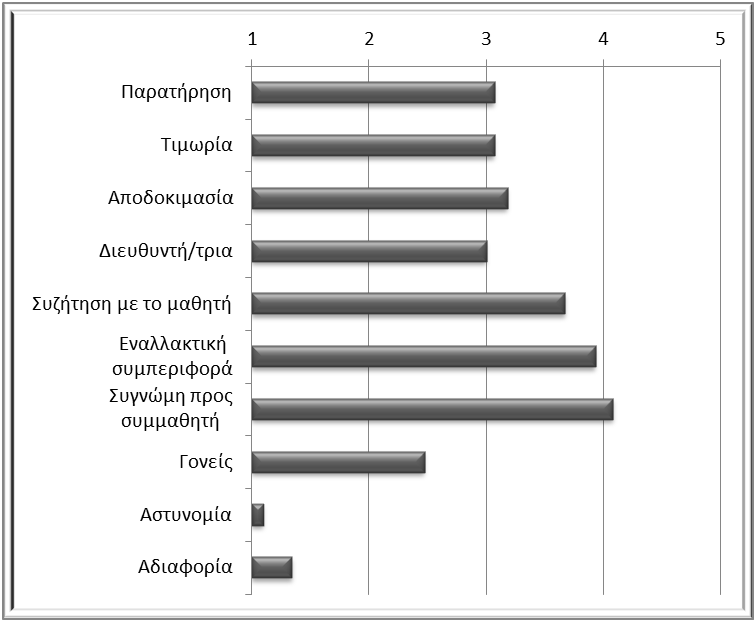 1 2 3 4 5
Παρατήρηση
Τιμωρία
Αποδοκιμασία
Διευθυντή/τρια
Συζήτηση με το μαθητή
Εναλλακτική
συμπεριφορά
Συγνώμη προς
συμμαθητή
Γονείς
Αστυνομία
Αδιαφορία